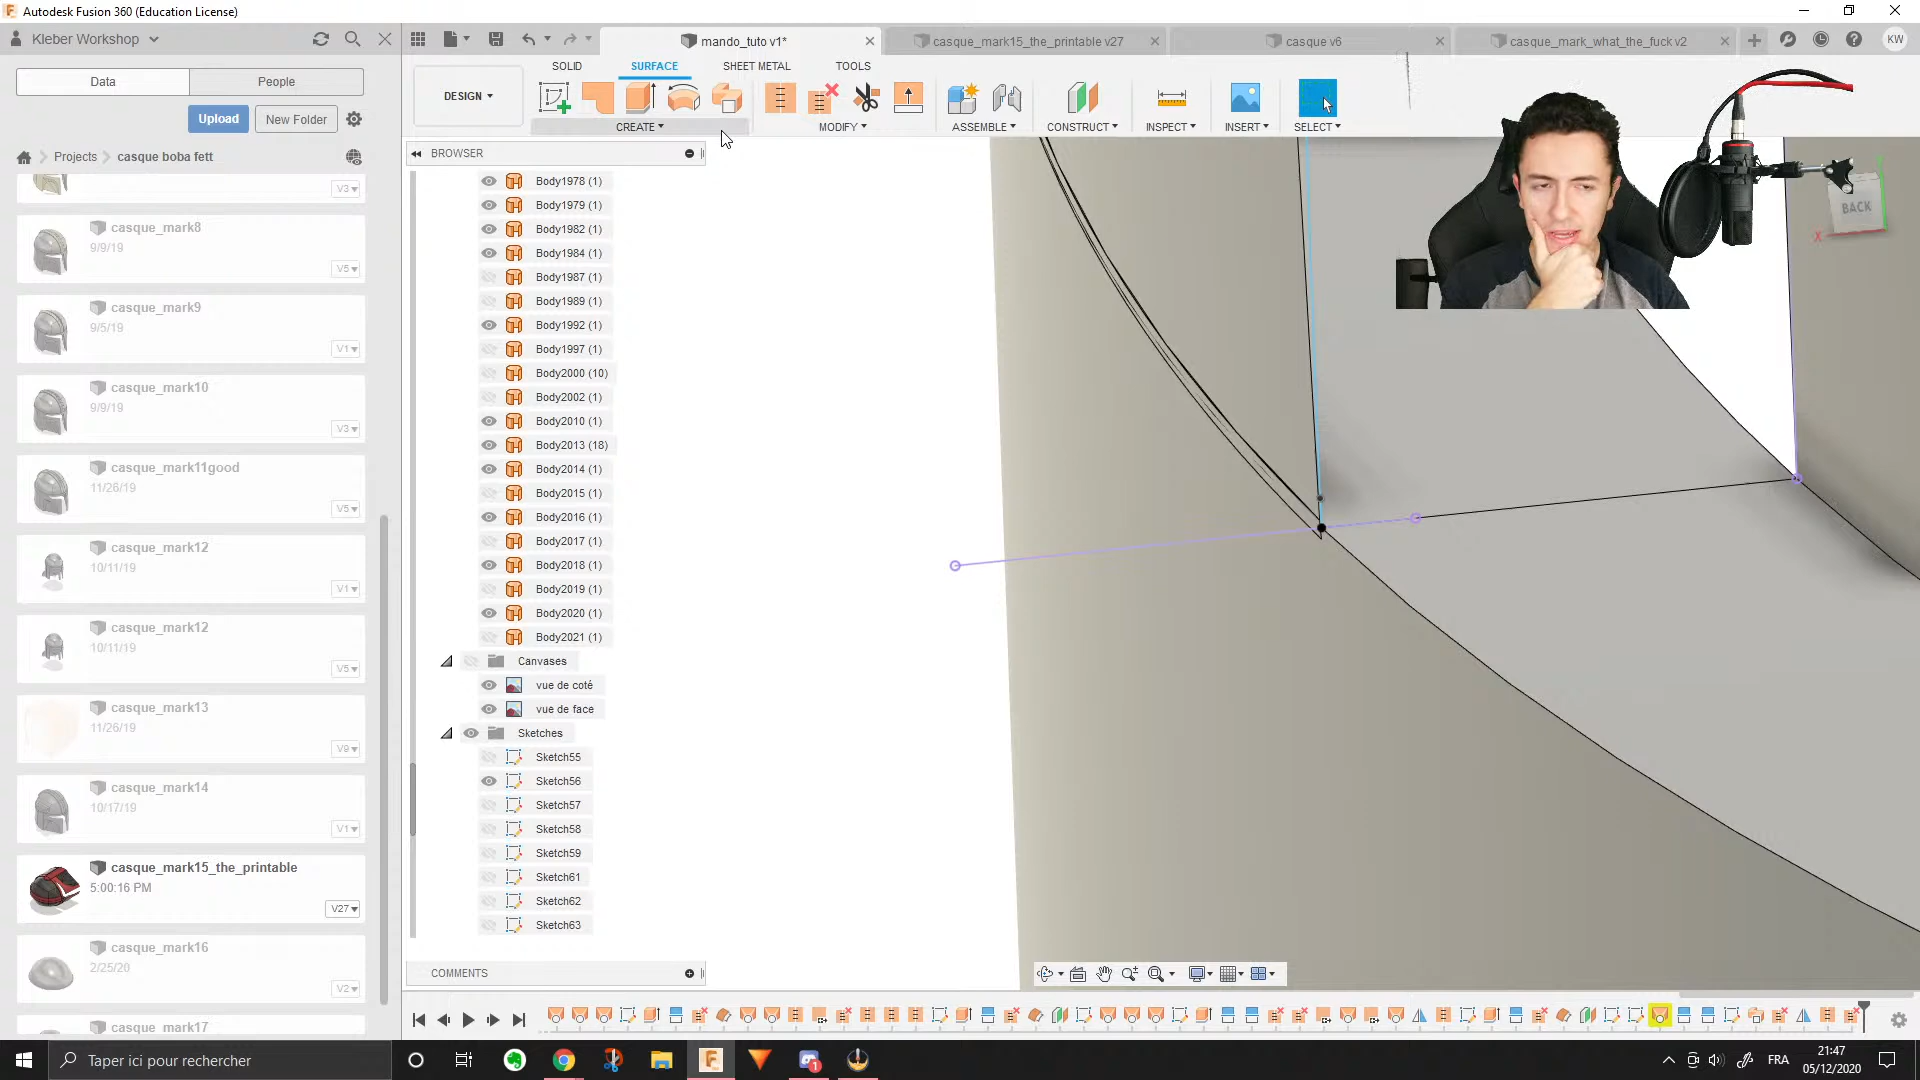 Autodesk Fusion 360 (Education License)
Kleber Workshop
mando_tuto v1*
casque_mark15_the_printable v27
casque v6
casque_mark_what_the_fuck v2
KW
Data
People
Upload
New Folder
Projects
casque boba fett
V3
casque_mark8
9/9/19
V5
casque_mark9
9/5/19
V1
casque_mark10
9/9/19
V3
casque_mark11good
11/26/19
V5
casque_mark12
10/11/19
V1
casque_mark12
10/11/19
V5
casque_mark13
11/26/19
V9
casque_mark14
10/17/19
V1
casque_mark15_the_printable
5:00:16 PM
V27
casque_mark16
2/25/20
V2
casque_mark17
DESIGN
SOLID
SURFACE
SHEET METAL
TOOLS
CREATE
MODIFY
ASSEMBLE
CONSTRUCT
INSPECT
INSERT
SELECT
BROWSER
Body1978 (1)
Body1979 (1)
Body1982 (1)
Body1984 (1)
Body1987 (1)
Body1989 (1)
Body1992 (1)
Body1997 (1)
Body2000 (10)
Body2002 (1)
Body2010 (1)
Body2013 (18)
Body2014 (1)
Body2015 (1)
Body2016 (1)
Body2017 (1)
Body2018 (1)
Body2019 (1)
Body2020 (1)
Body2021 (1)
Canvases
vue de coté
vue de face
Sketches
Sketch55
Sketch56
Sketch57
Sketch58
Sketch59
Sketch61
Sketch62
Sketch63
COMMENTS
BACK
X
Taper ici pour rechercher
1
FRA
21:47
05/12/2020